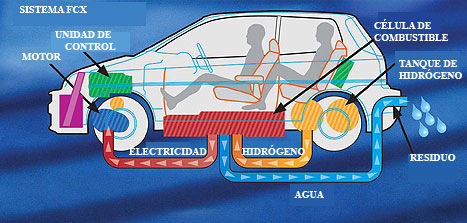 SISTEMA FCX
UNIDAD DE
CONTROL
MOTOR
CÉLULA DE
COMBUSTIBLE
TANQUE DE
HIDRÓGENO
ELECTRICIDAD
HIDRÓGENO
RESIDUO
AGUA